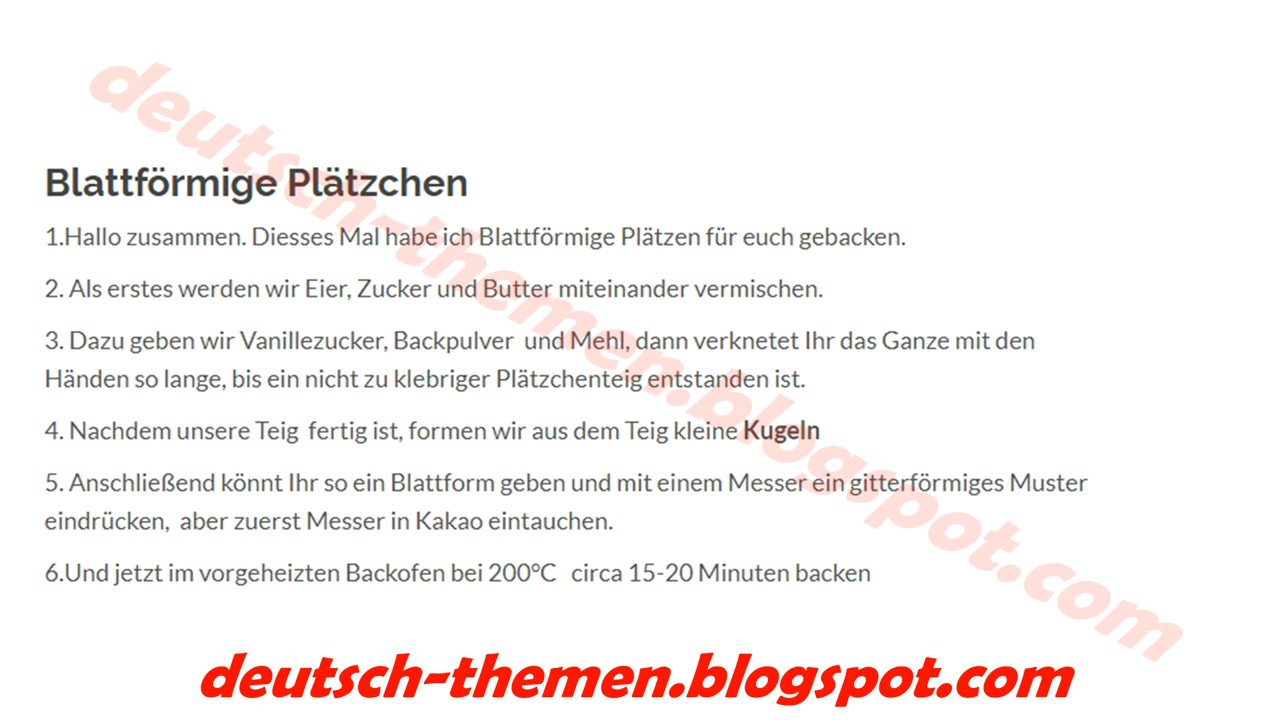 Blattförmige Plätzchen
1.Hallo zusammen. Diesses Mal habe ich Blattförmige Plätzen für euch gebacken.
2. Als erstes werden wir Eier, Zucker und Butter miteinander vermischen.
3. Dazu geben wir Vanillezucker, Backpulver und Mehl, dann verknetet Ihr das Ganze mit den
Händen so lange, bis ein nicht zu klebriger Plätzchenteig entstanden ist.
4. Nachdem unsere Teig fertig ist, formen wir aus dem Teig kleine Kugeln
5. Anschließend könnt Ihr so ein Blattform geben und mit einem Messer ein gitterförmiges Muster
eindrücken, aber zuerst Messer in Kakao eintauchen.
6.Und jetzt im vorgeheizten Backofen bei 200°C circa 15-20 Minuten backen
deutsch-themen.blogspot.com
deutsch-themen.blogspot.com